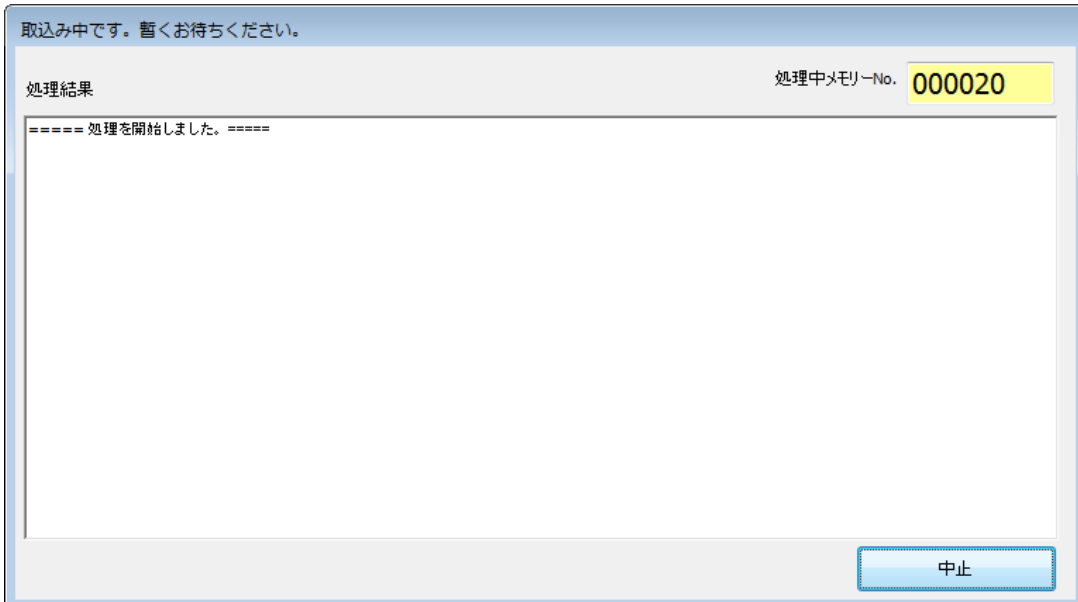 取込み中です。暫くお待ちください。
処理結果
処理中メモリーNo. 000020
===== 処理を開始しました。=====
中止